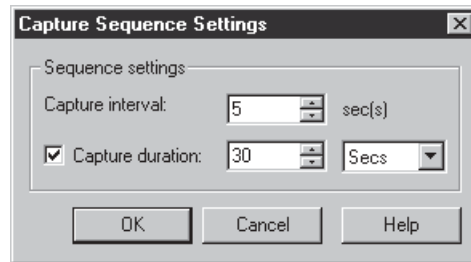 Capture Sequence Settings
Sequence settings
Capture interval: 5 sec(s)
Capture duration: 30 Secs
OK Cancel Help